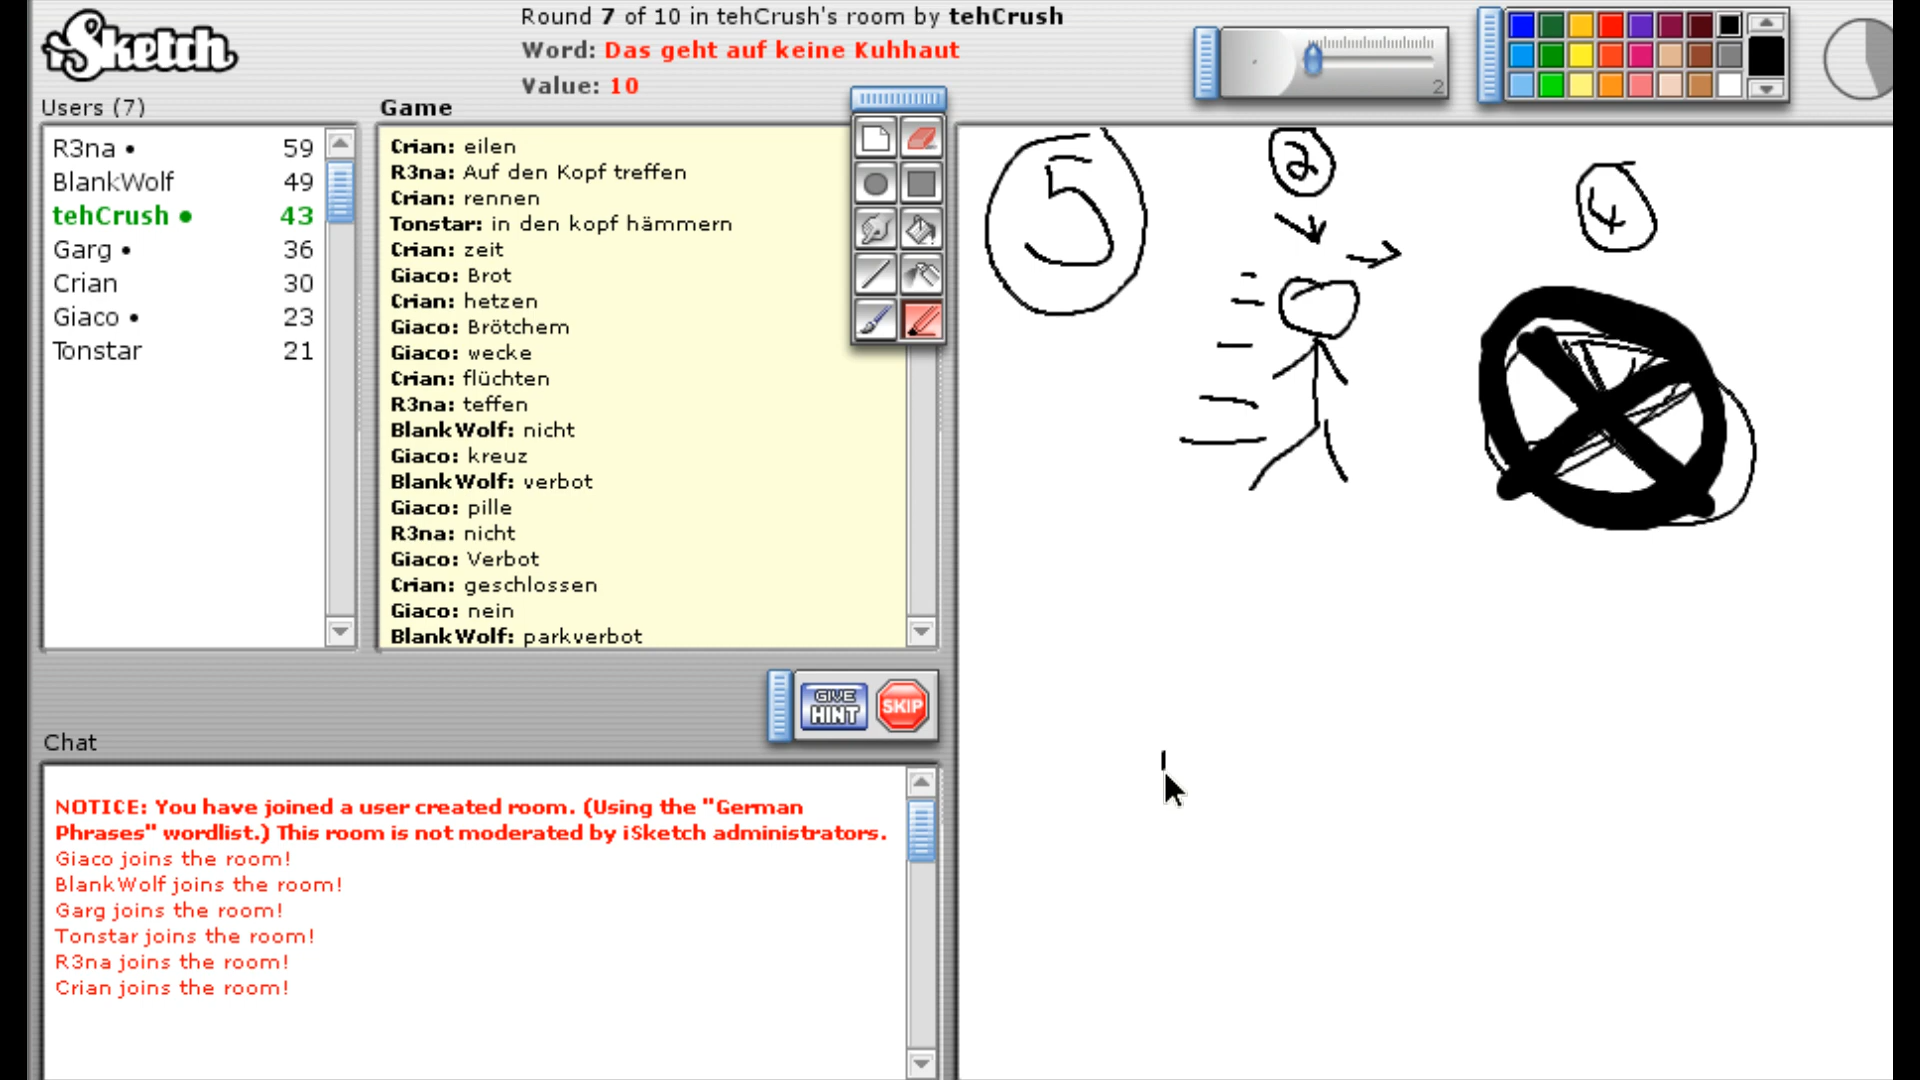 iSketch
Round 7 of 10 in tehCrush's room by tehCrush
Word: Das geht auf keine Kuhhaut
Value: 10
2
Users (7)
R3na • 59
BlankWolf 49
tehCrush • 43
Garg • 36
Crian 30
Giaco • 23
Tonstar 21
Game
Crian: eilen
R3na: Auf den Kopf treffen
Crian: rennen
Tonstar: in den kopf hämmern
Crian: zeit
Giaco: Brot
Crian: hetzen
Giaco: Brötchem
Giaco: wecke
Crian: flüchten
R3na: teffen
BlankWolf: nicht
Giaco: kreuz
BlankWolf: verbot
Giaco: pille
R3na: nicht
Giaco: Verbot
Crian: geschlossen
Giaco: nein
BlankWolf: parkverbot
5
2
4
GIVE
HINT
SKIP
Chat
NOTICE: You have joined a user created room. (Using the "German
Phrases" wordlist.) This room is not moderated by iSketch administrators.
Giaco joins the room!
BlankWolf joins the room!
Garg joins the room!
Tonstar joins the room!
R3na joins the room!
Crian joins the room!